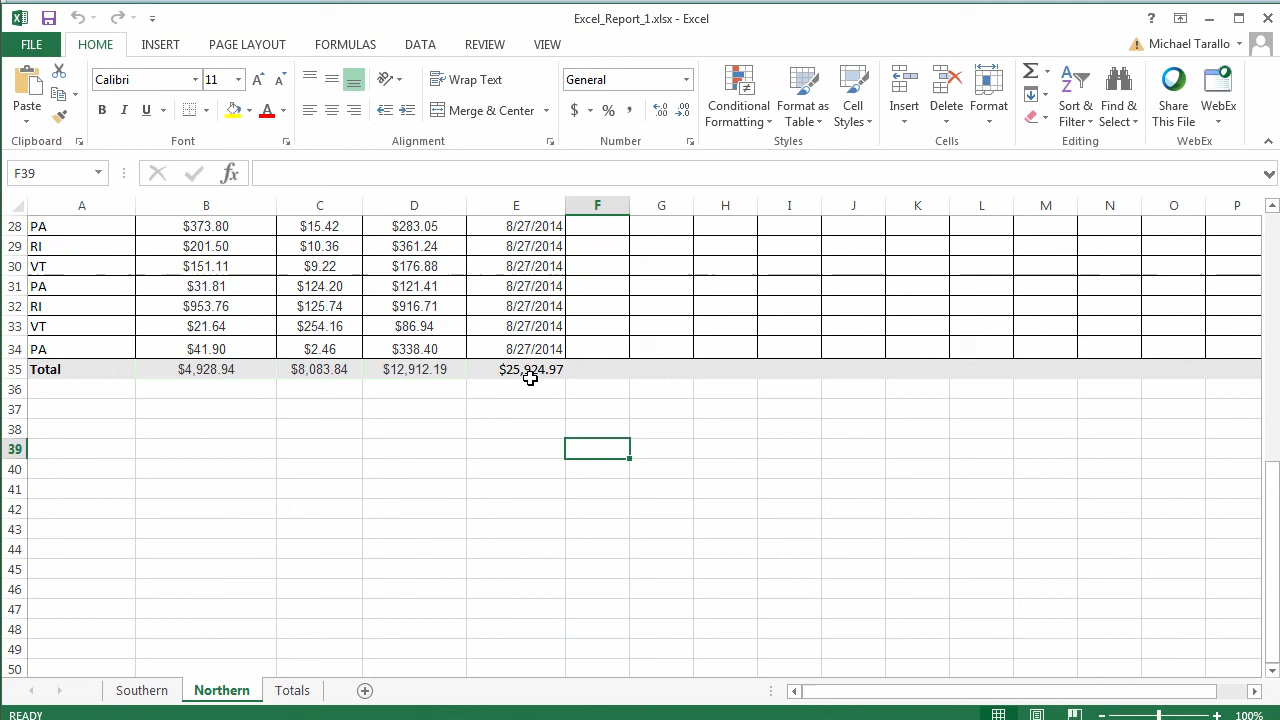 Excel_Report_1.xlsx - Excel
?
FILE HOME INSERT PAGE LAYOUT FORMULAS DATA REVIEW VIEW Michael Tarallo
Calibri 11 Wrap Text General
Paste B I U A Merge & Center $ % , Conditional Formatting Format as Table Cell Styles Insert Delete Format Sort & Filter Find & Select Share This File WebEx
Clipboard Font Alignment Number Styles Cells Editing WebEx
F39 fx
A B C D E F G H I J K L M N O P
28 PA $373.80 $15.42 $283.05 8/27/2014
29 RI $201.50 $10.36 $361.24 8/27/2014
30 VT $151.11 $9.22 $176.88 8/27/2014
31 PA $31.81 $124.20 $121.41 8/27/2014
32 RI $953.76 $125.74 $916.71 8/27/2014
33 VT $21.64 $254.16 $86.94 8/27/2014
34 PA $41.90 $2.46 $338.40 8/27/2014
35 Total $4,928.94 $8,083.84 $12,912.19 $25,924.97
36
37
38
39
40
41
42
43
44
45
46
47
48
49
50
Southern Northern Totals
READY 100%